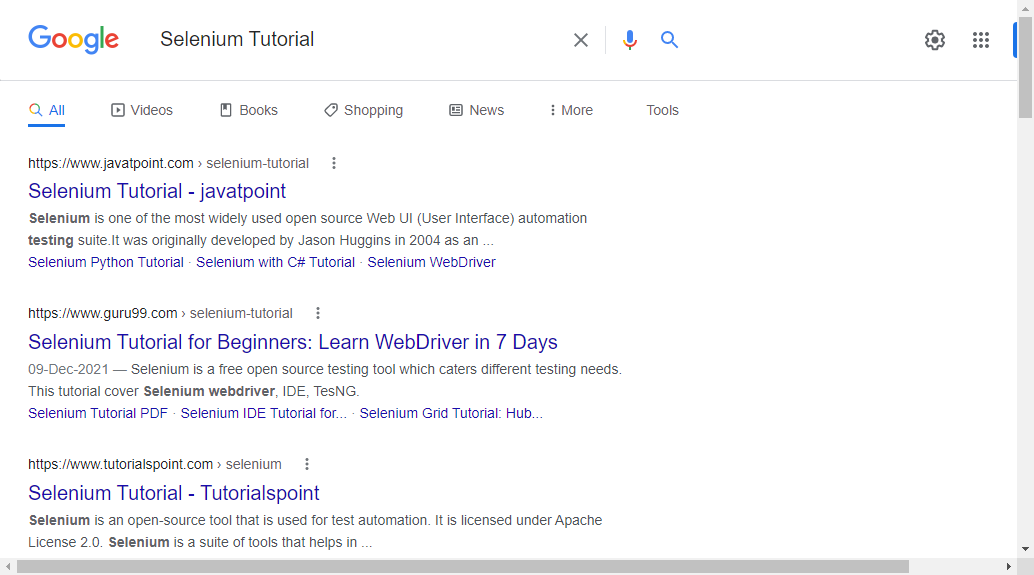 Google Selenium Tutorial
All Videos Books Shopping News More Tools
https://www.javatpoint.com › selenium-tutorial
Selenium Tutorial - javatpoint
Selenium is one of the most widely used open source Web UI (User Interface) automation
testing suite.It was originally developed by Jason Huggins in 2004 as an ...
Selenium Python Tutorial · Selenium with C# Tutorial · Selenium WebDriver
https://www.guru99.com › selenium-tutorial
Selenium Tutorial for Beginners: Learn WebDriver in 7 Days
09-Dec-2021 — Selenium is a free open source testing tool which caters different testing needs.
This tutorial cover Selenium webdriver, IDE, TesNG.
Selenium Tutorial PDF · Selenium IDE Tutorial for... · Selenium Grid Tutorial: Hub...
https://www.tutorialspoint.com › selenium
Selenium Tutorial - Tutorialspoint
Selenium is an open-source tool that is used for test automation. It is licensed under Apache
License 2.0. Selenium is a suite of tools that helps in ...